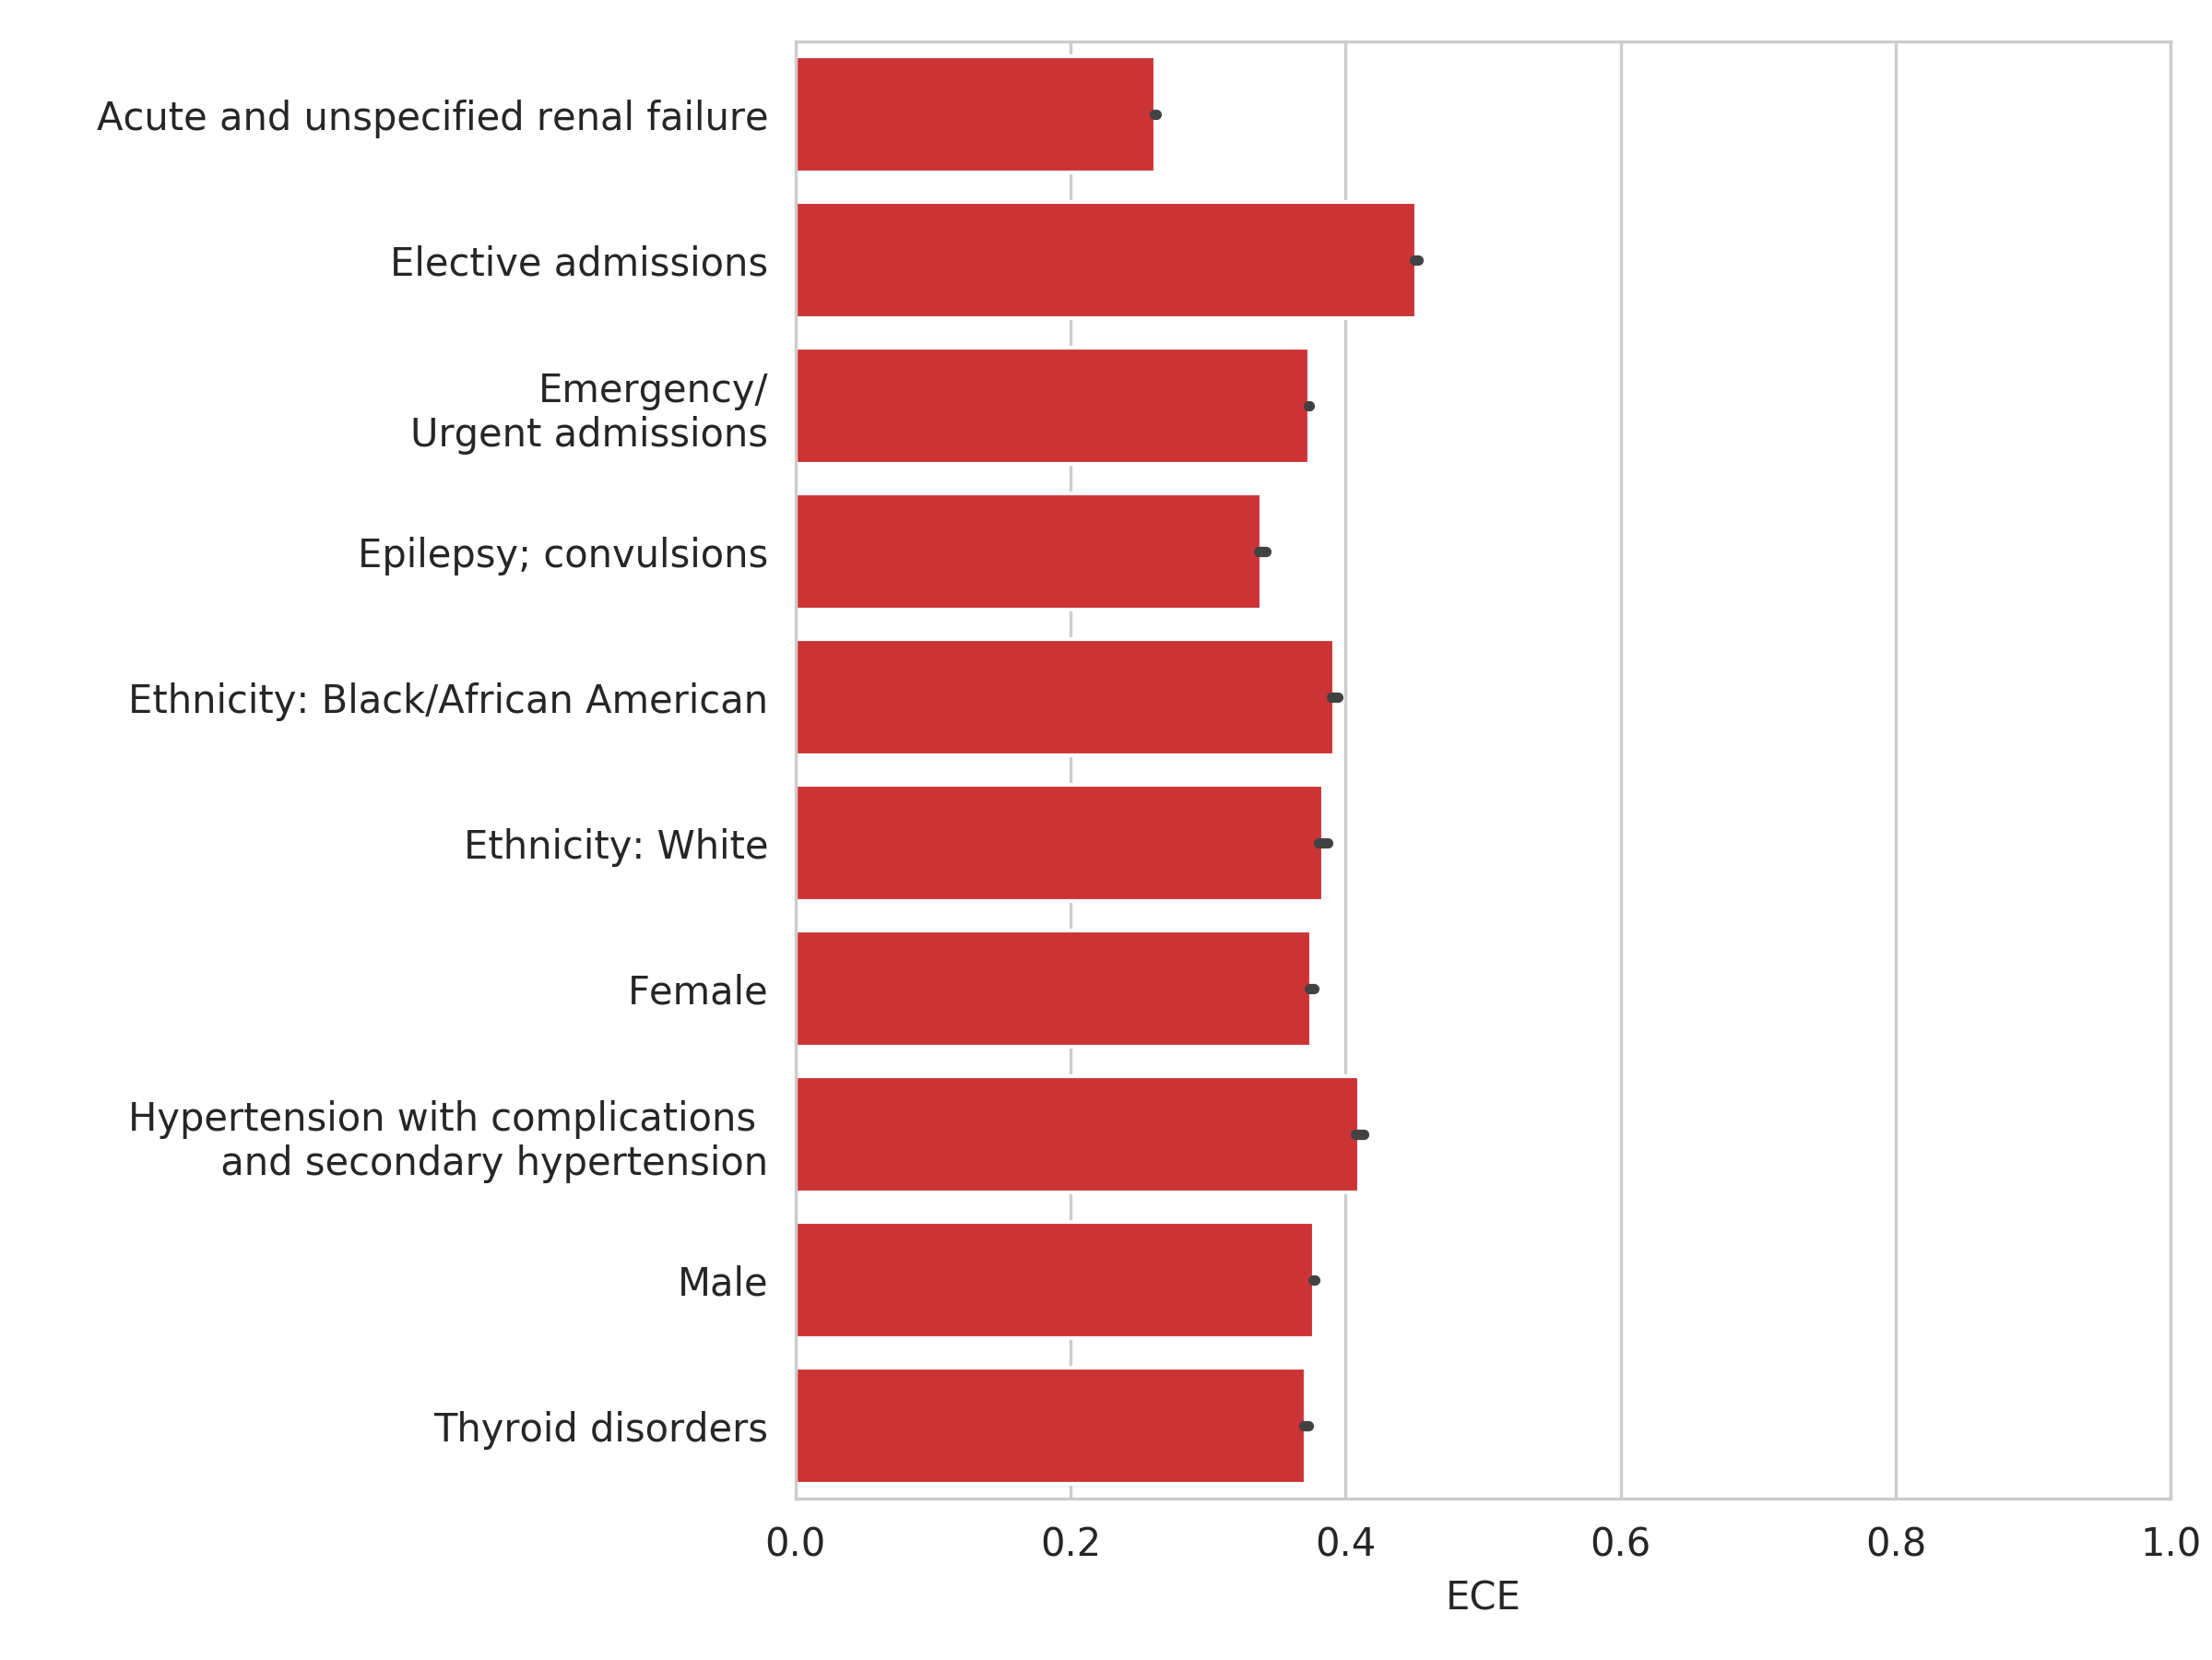 Acute and unspecified renal failure
Elective admissions
Emergency/
Urgent admissions
Epilepsy; convulsions
Ethnicity: Black/African American
Ethnicity: White
Female
Hypertension with complications
and secondary hypertension
Male
Thyroid disorders
0.0 0.2 0.4 0.6 0.8 1.0
ECE